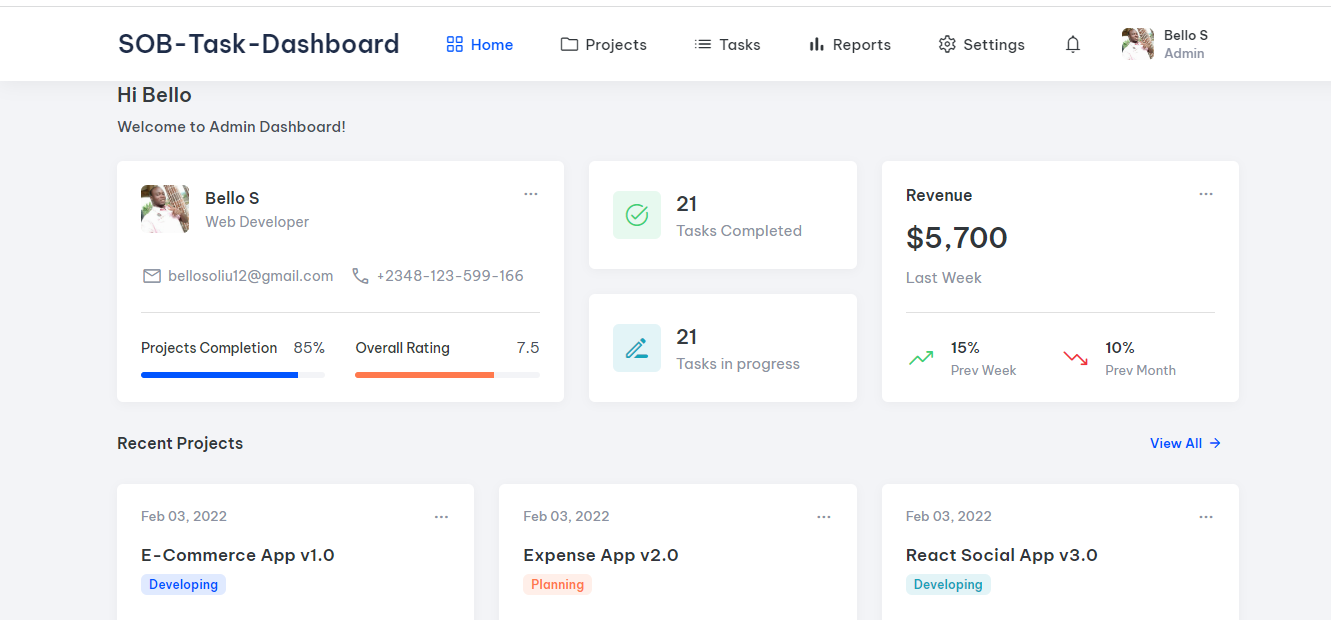 SOB-Task-Dashboard
Home
Projects
Tasks
Reports
Settings
Bello S
Admin
Hi Bello
Welcome to Admin Dashboard!
Bello S
Web Developer
bellosoliu12@gmail.com
+2348-123-599-166
Projects Completion 85%
Overall Rating 7.5
21
Tasks Completed
21
Tasks in progress
Revenue
$5,700
Last Week
15%
Prev Week
10%
Prev Month
Recent Projects
View All
Feb 03, 2022
E-Commerce App v1.0
Developing
Feb 03, 2022
Expense App v2.0
Planning
Feb 03, 2022
React Social App v3.0
Developing